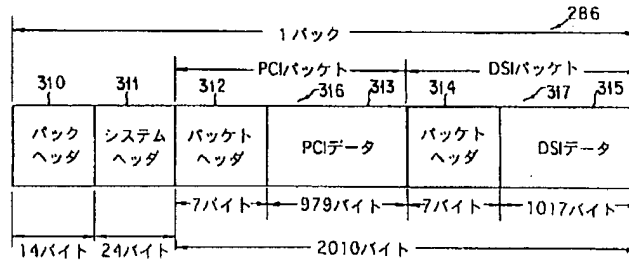 286
1パック
PCIパケット
DSIパケット
310
311
312
316
313
314
317
315
パック
ヘッダ
システム
ヘッダ
パッケト
ヘッダ
PCIデータ
パケット
ヘッダ
DSIデータ
7バイト
979バイト
7バイト
1017バイト
14バイト
24バイト
2010バイト